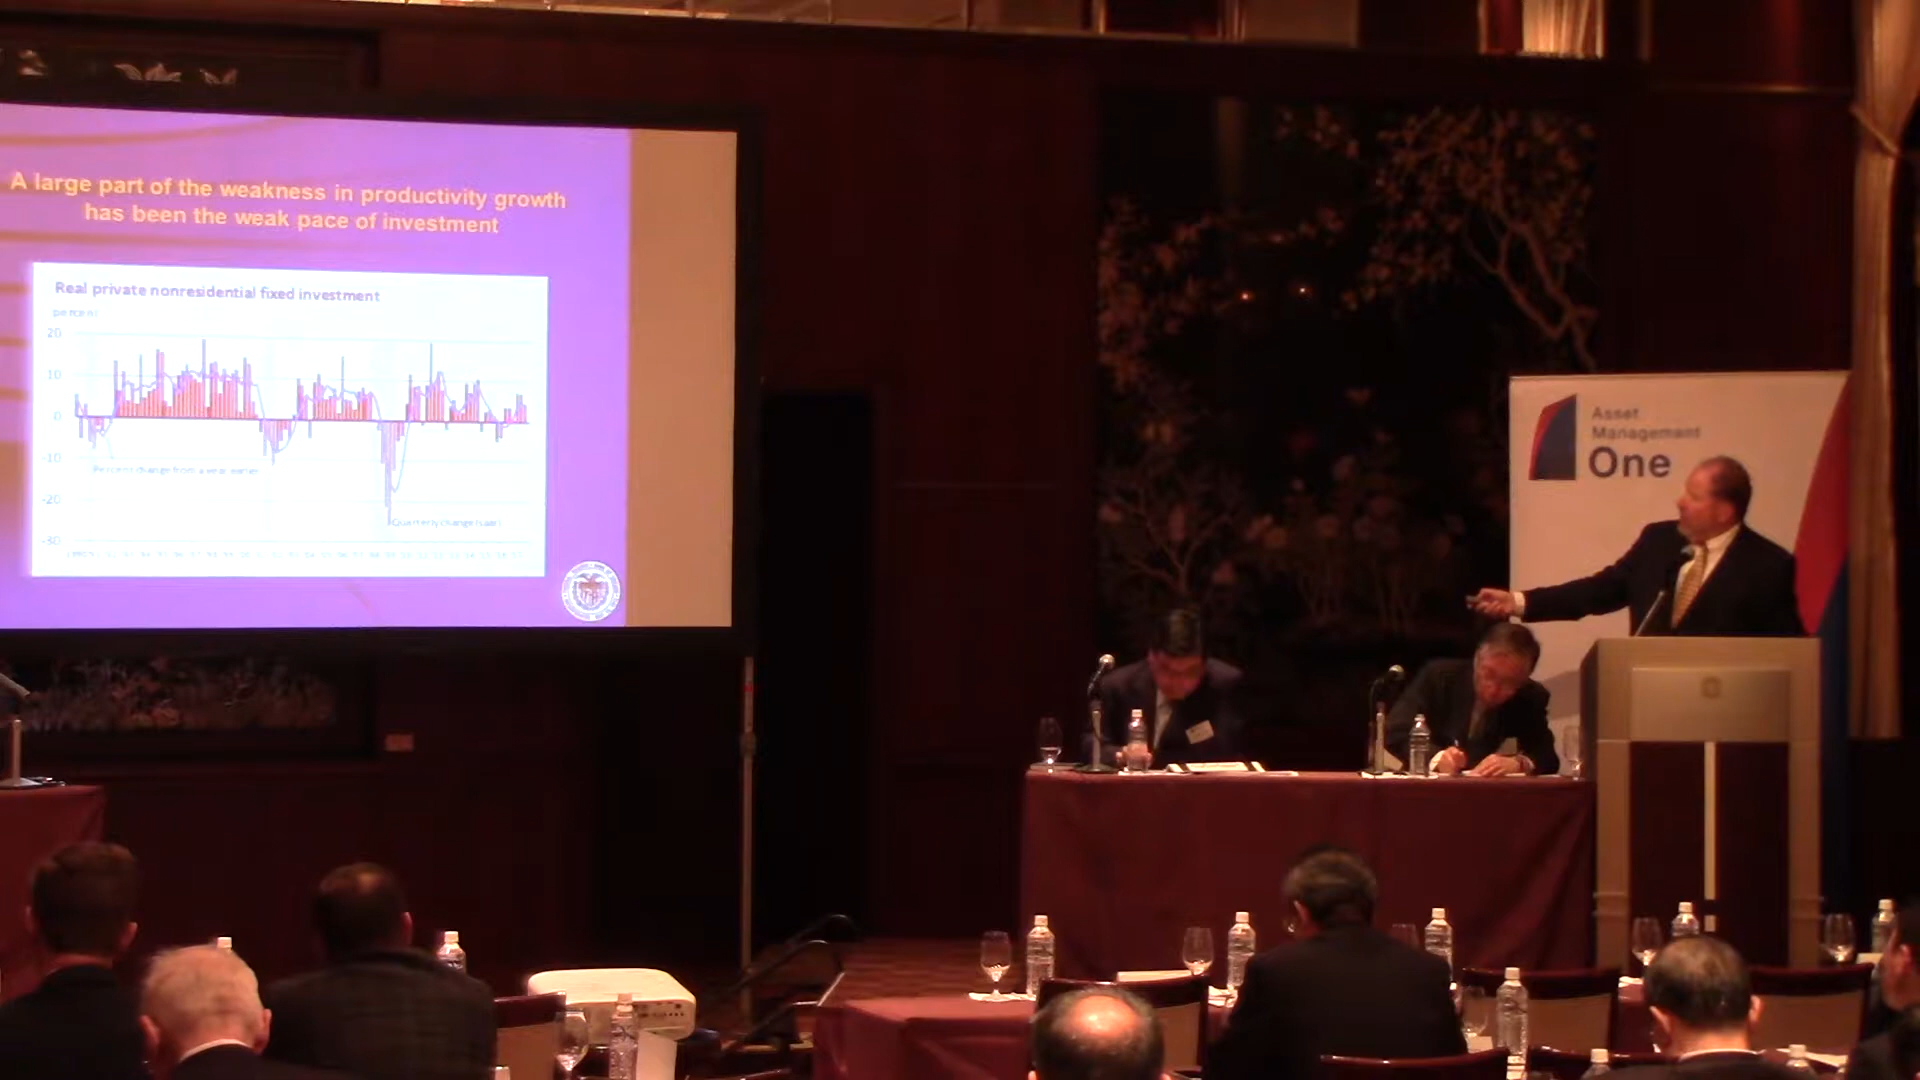 A large part of the weakness in productivity growth
has been the weak pace of investment
Real private nonresidential fixed investment
percent
20
10
0
-10
Percent change from a year earlier
-20
Quarterly change (saar)
-30
Asset
Management
One